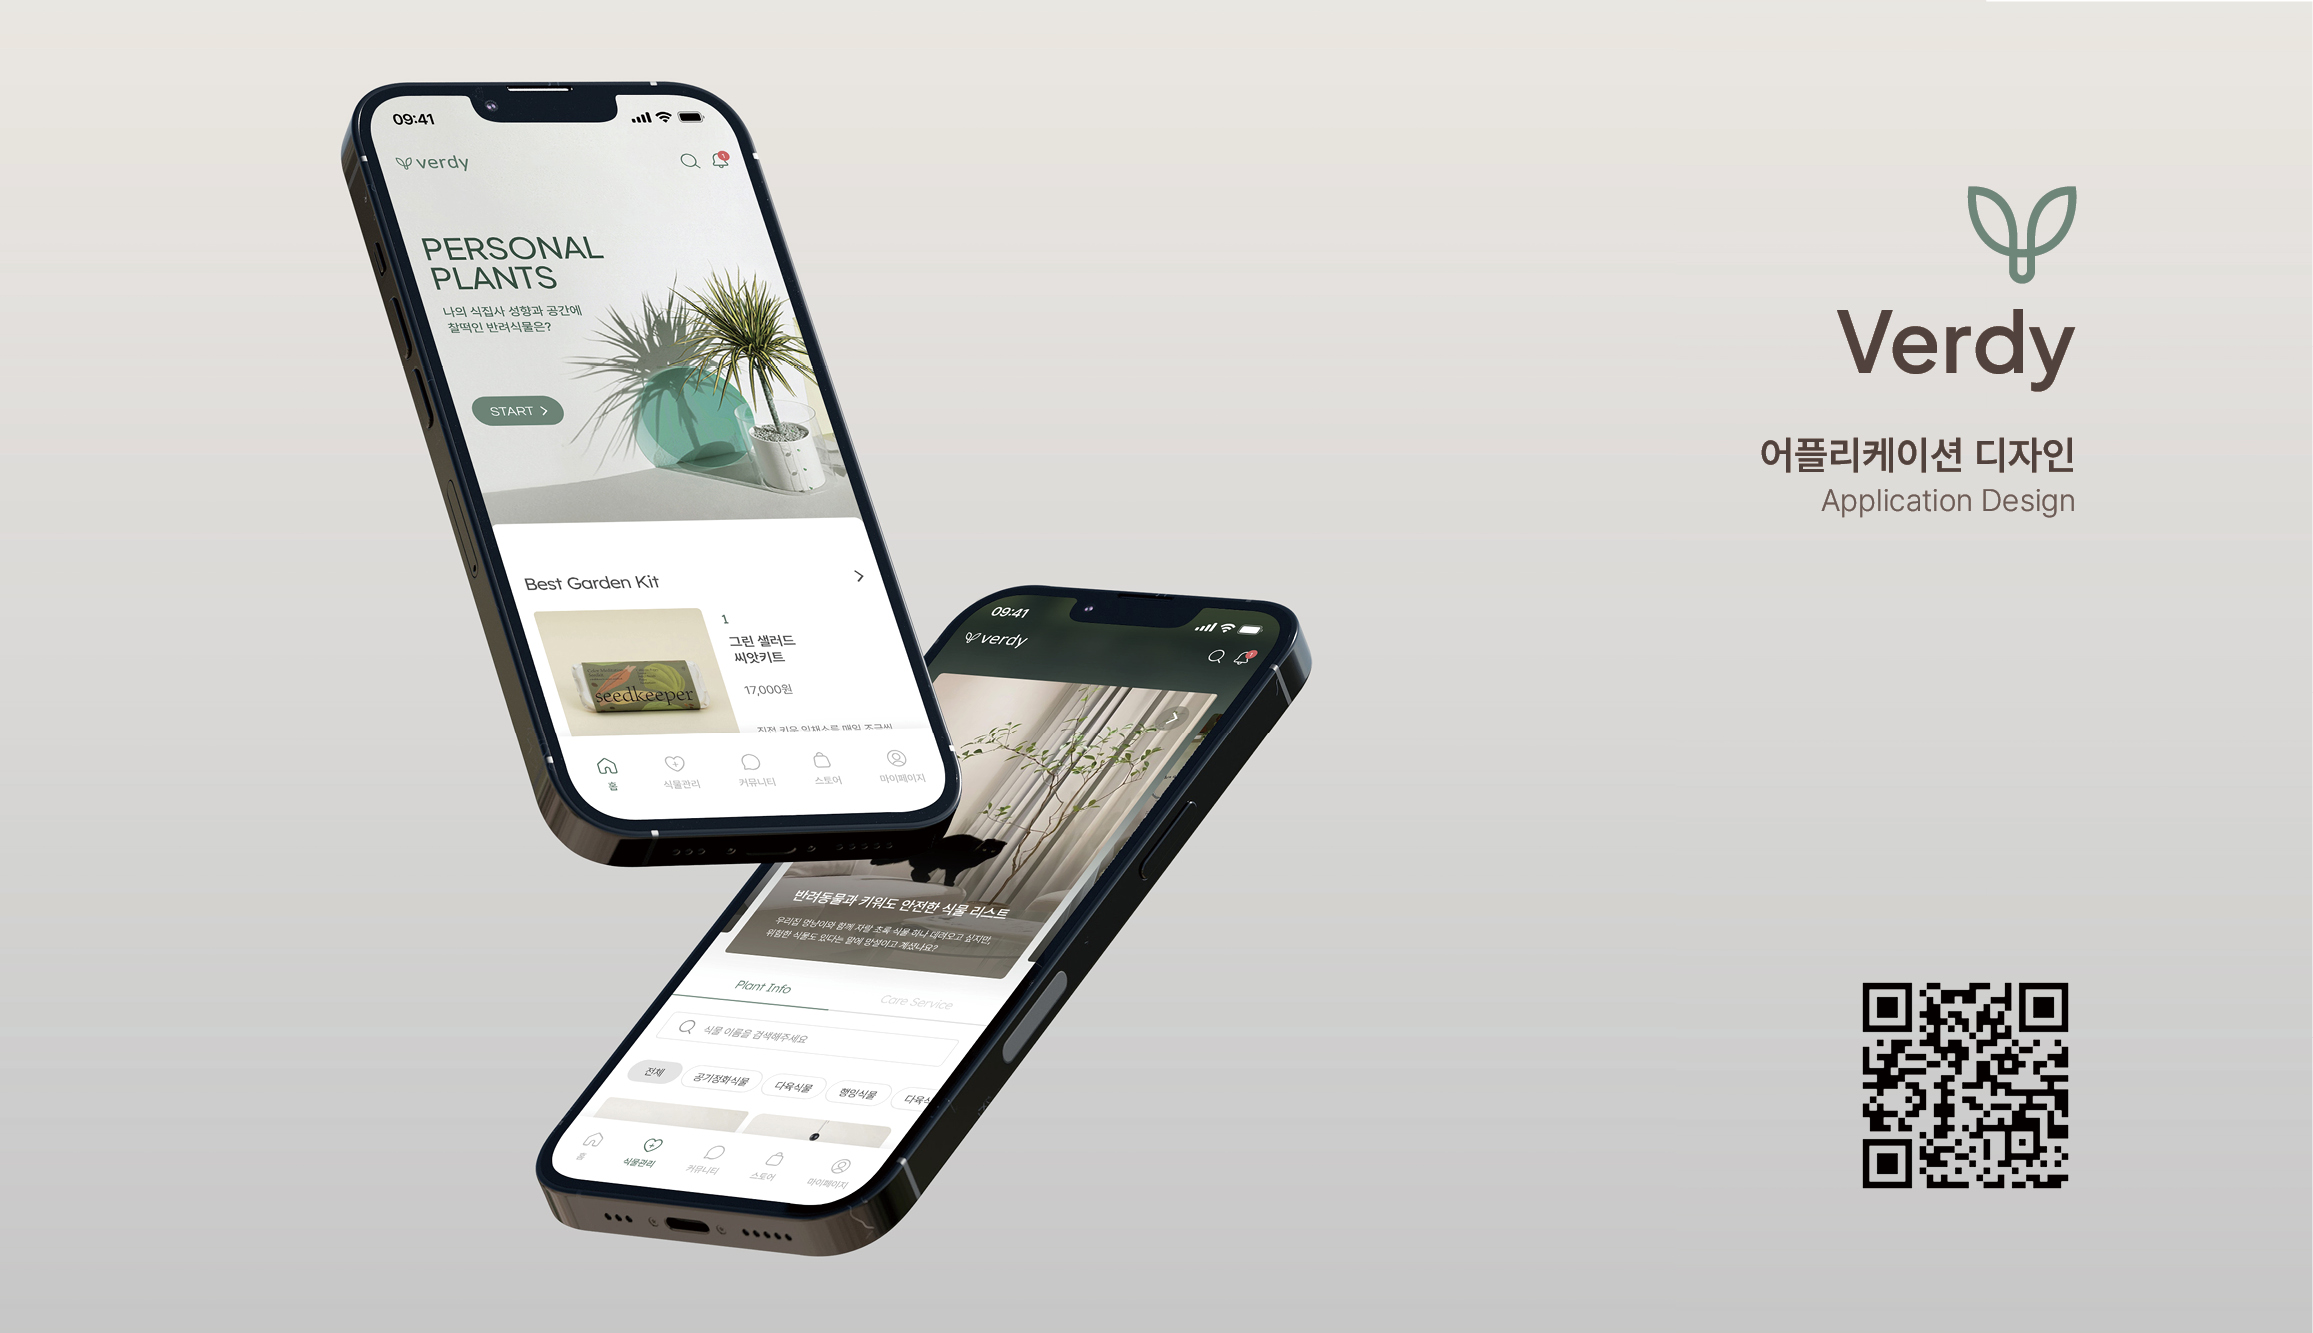 09:41
verdy
PERSONAL
PLANTS
나의 식집사 성향과 공간에
찰떡인 반려식물은?
START
Best Garden Kit
1
그린 샐러드
씨앗키트
17,000원
seedkeeper
홈
식물관리
커뮤니티
스토어
마이페이지
09:41
verdy
반려동물과 키워도 안전한 식물 리스트
우리집 멍냥이와 함께 자랄 초록 식물 하나 데려오고 싶지만,
위험한 식물도 있다는 말에 망설이고 계셨나요?
Plant Info
Care Service
식물 이름을 검색해주세요
전체
공기정화식물
다육식물
행잉식물
홈
식물관리
커뮤니티
스토어
마이페이지
Verdy
어플리케이션 디자인
Application Design